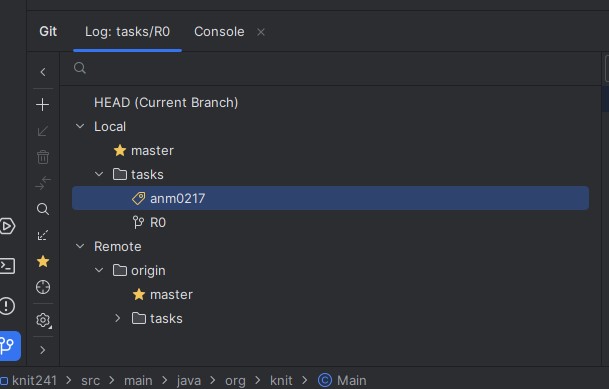 Git Log: tasks/R0 Console
HEAD (Current Branch)
Local
master
tasks
anm0217
R0
Remote
origin
master
tasks
knit241 > src > main > java > org > knit > Main